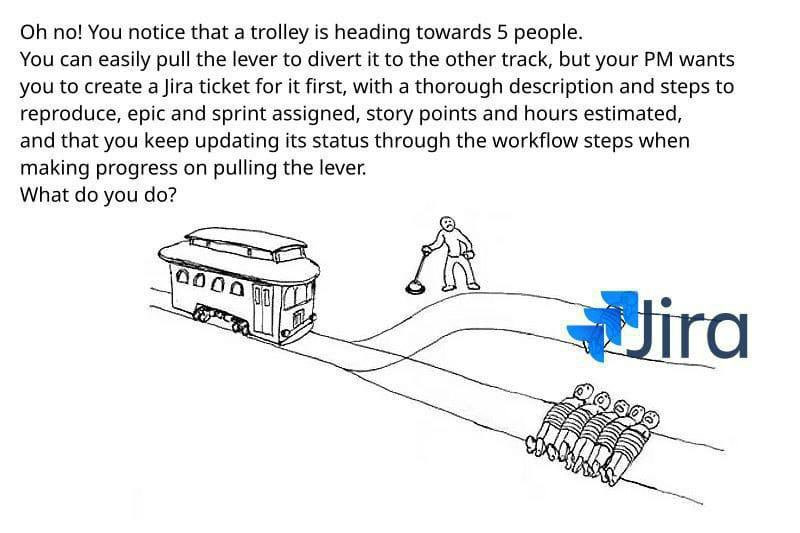 Oh no! You notice that a trolley is heading towards 5 people.
You can easily pull the lever to divert it to the other track, but your PM wants
you to create a Jira ticket for it first, with a thorough description and steps to
reproduce, epic and sprint assigned, story points and hours estimated,
and that you keep updating its status through the workflow steps when
making progress on pulling the lever.
What do you do?
Jira